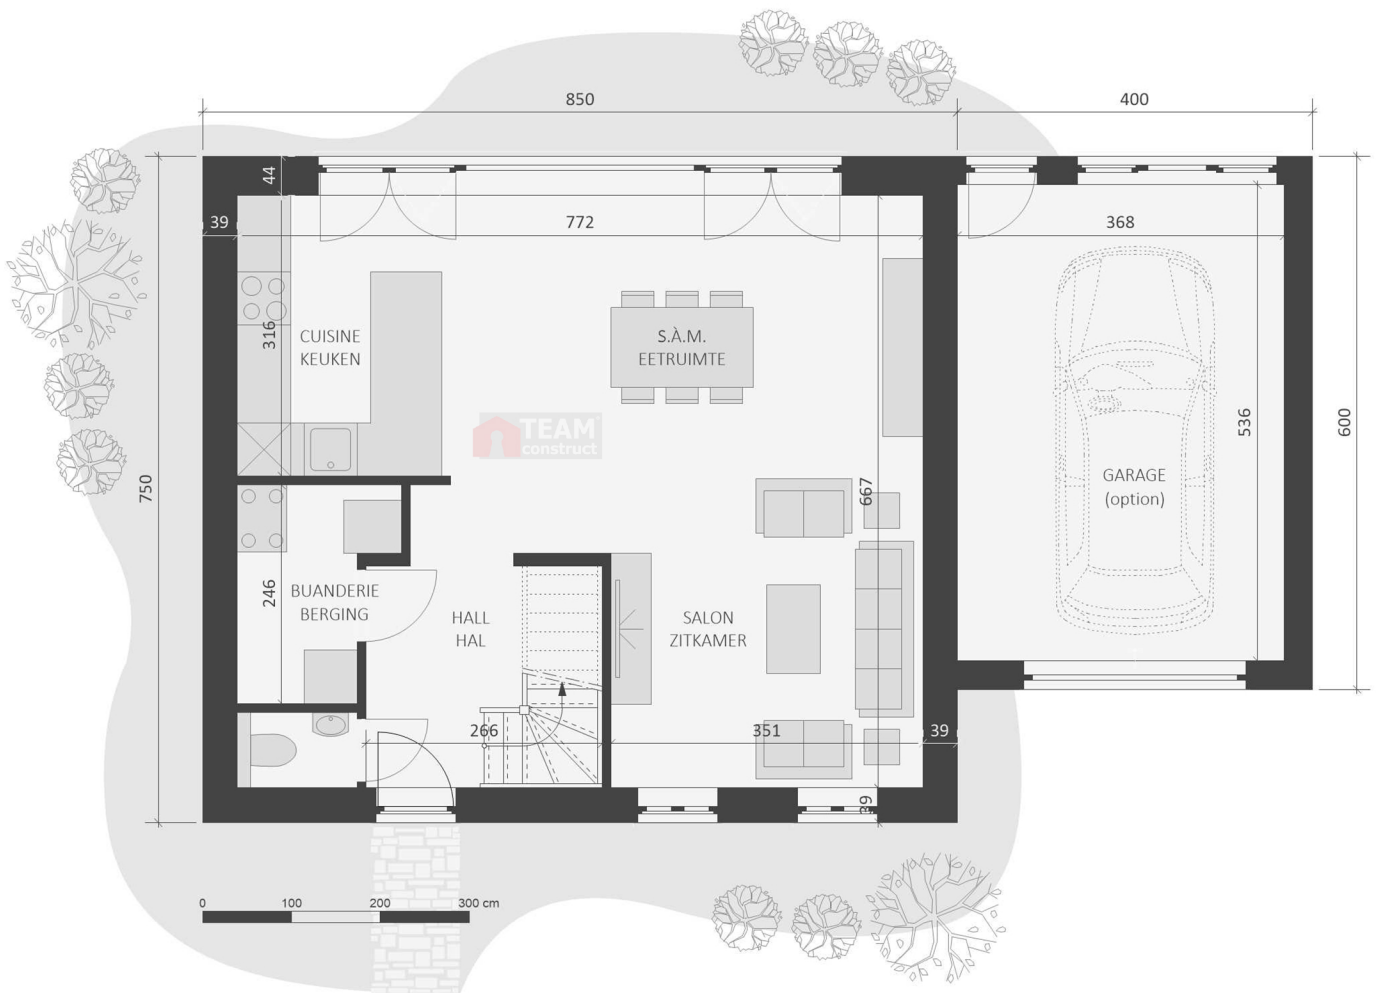 850
400
44
39
772
368
316
CUISINE
KEUKEN
S.À.M.
EETRUIMTE
TEAM
construct
536
600
750
667
GARAGE
(option)
246
BUANDERIE
BERGING
HALL
HAL
SALON
ZITKAMER
266
351
39
39
0 100 200 300 cm